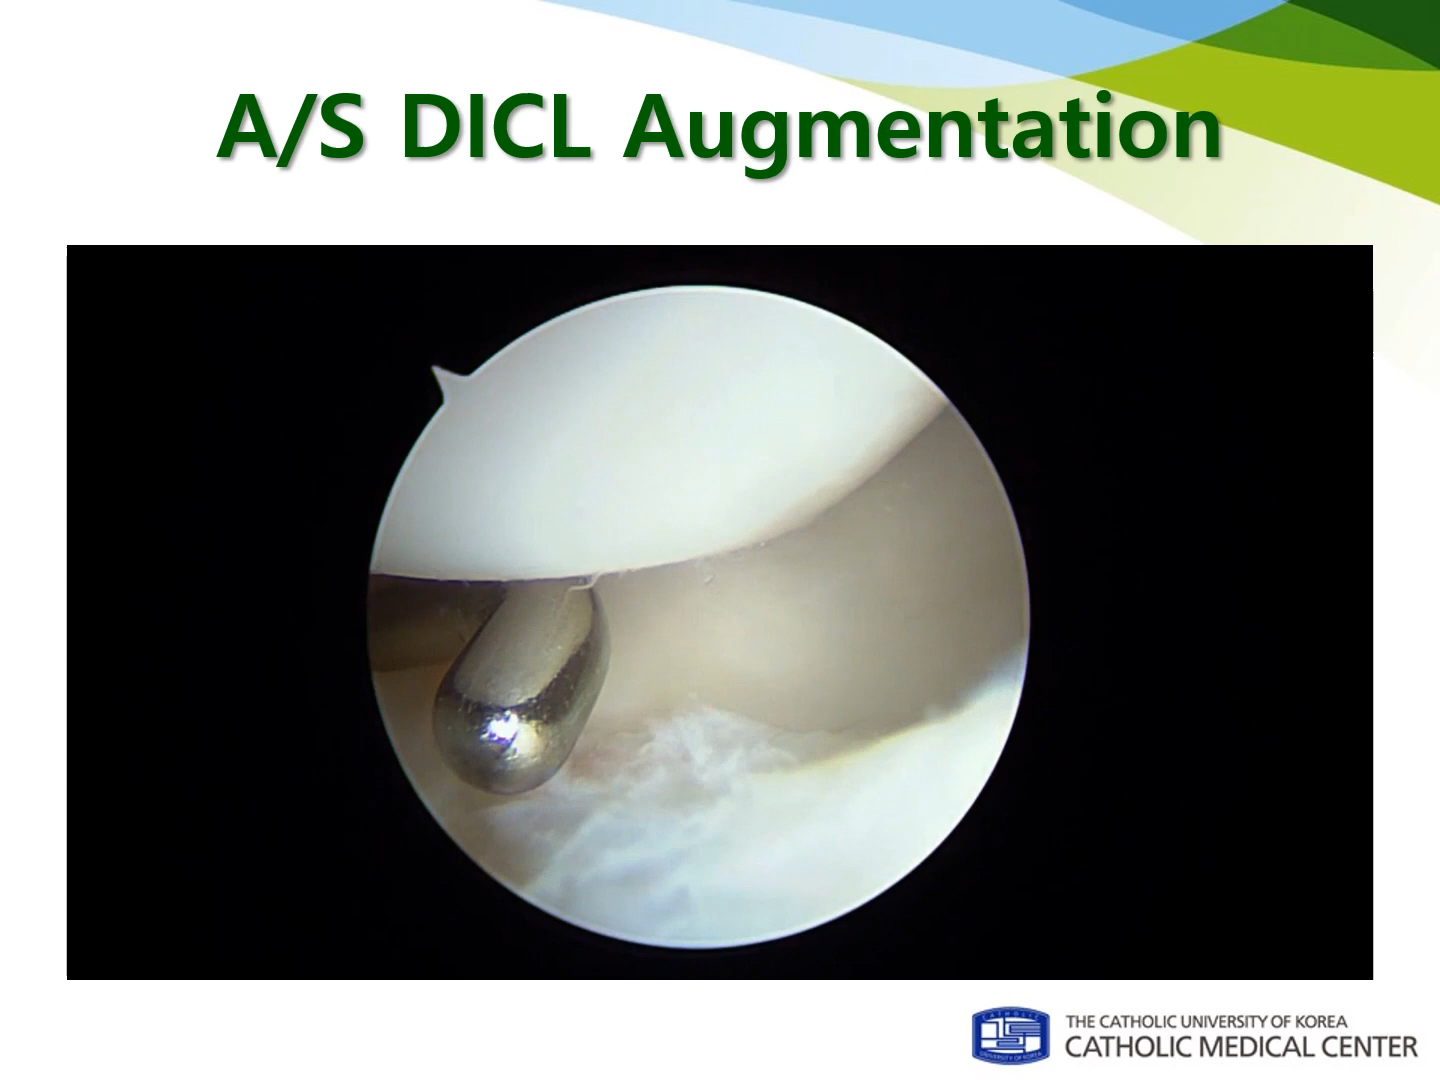 A/S DICL Augmentation
THE CATHOLIC UNIVERSITY OF KOREA
CATHOLIC MEDICAL CENTER